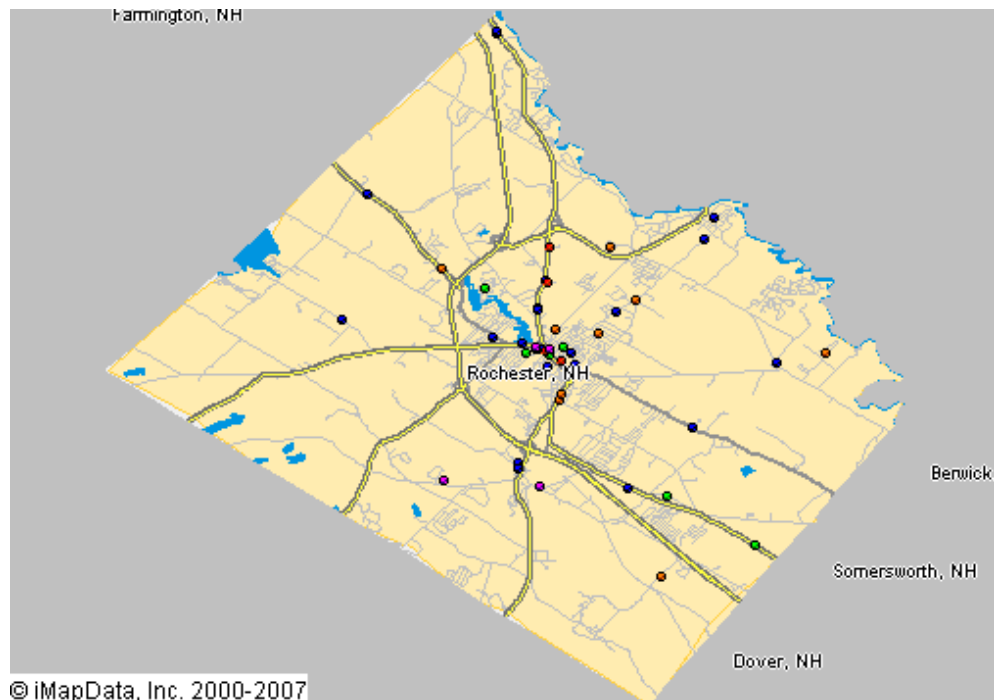 Farmington, NH
Rochester, NH
Berwick
Somersworth, NH
Dover, NH
© iMapData, Inc. 2000-2007